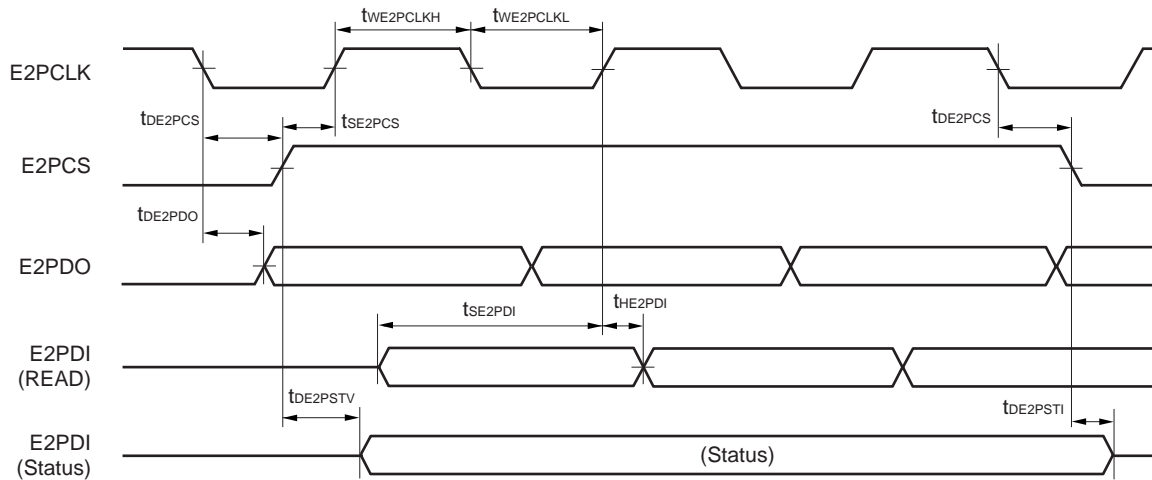 tWE2PCLKH
tWE2PCLKL
E2PCLK
tDE2PCS
tSE2PCS
tDE2PCS
E2PCS
tDE2PDO
E2PDO
tSE2PDI
tHE2PDI
E2PDI
(READ)
tDE2PSTV
tDE2PSTI
E2PDI
(Status)
(Status)